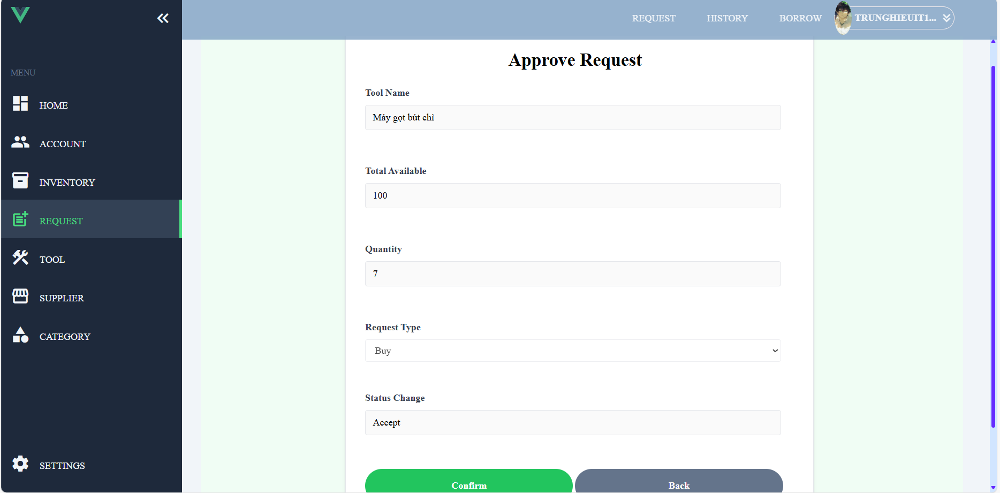 REQUEST
HISTORY
BORROW
TRUNGHIEUIT1...
MENU
HOME
ACCOUNT
INVENTORY
REQUEST
TOOL
SUPPLIER
CATEGORY
SETTINGS
Approve Request
Tool Name
Máy gọt bút chì
Total Available
100
Quantity
7
Request Type
Buy
Status Change
Accept
Confirm
Back